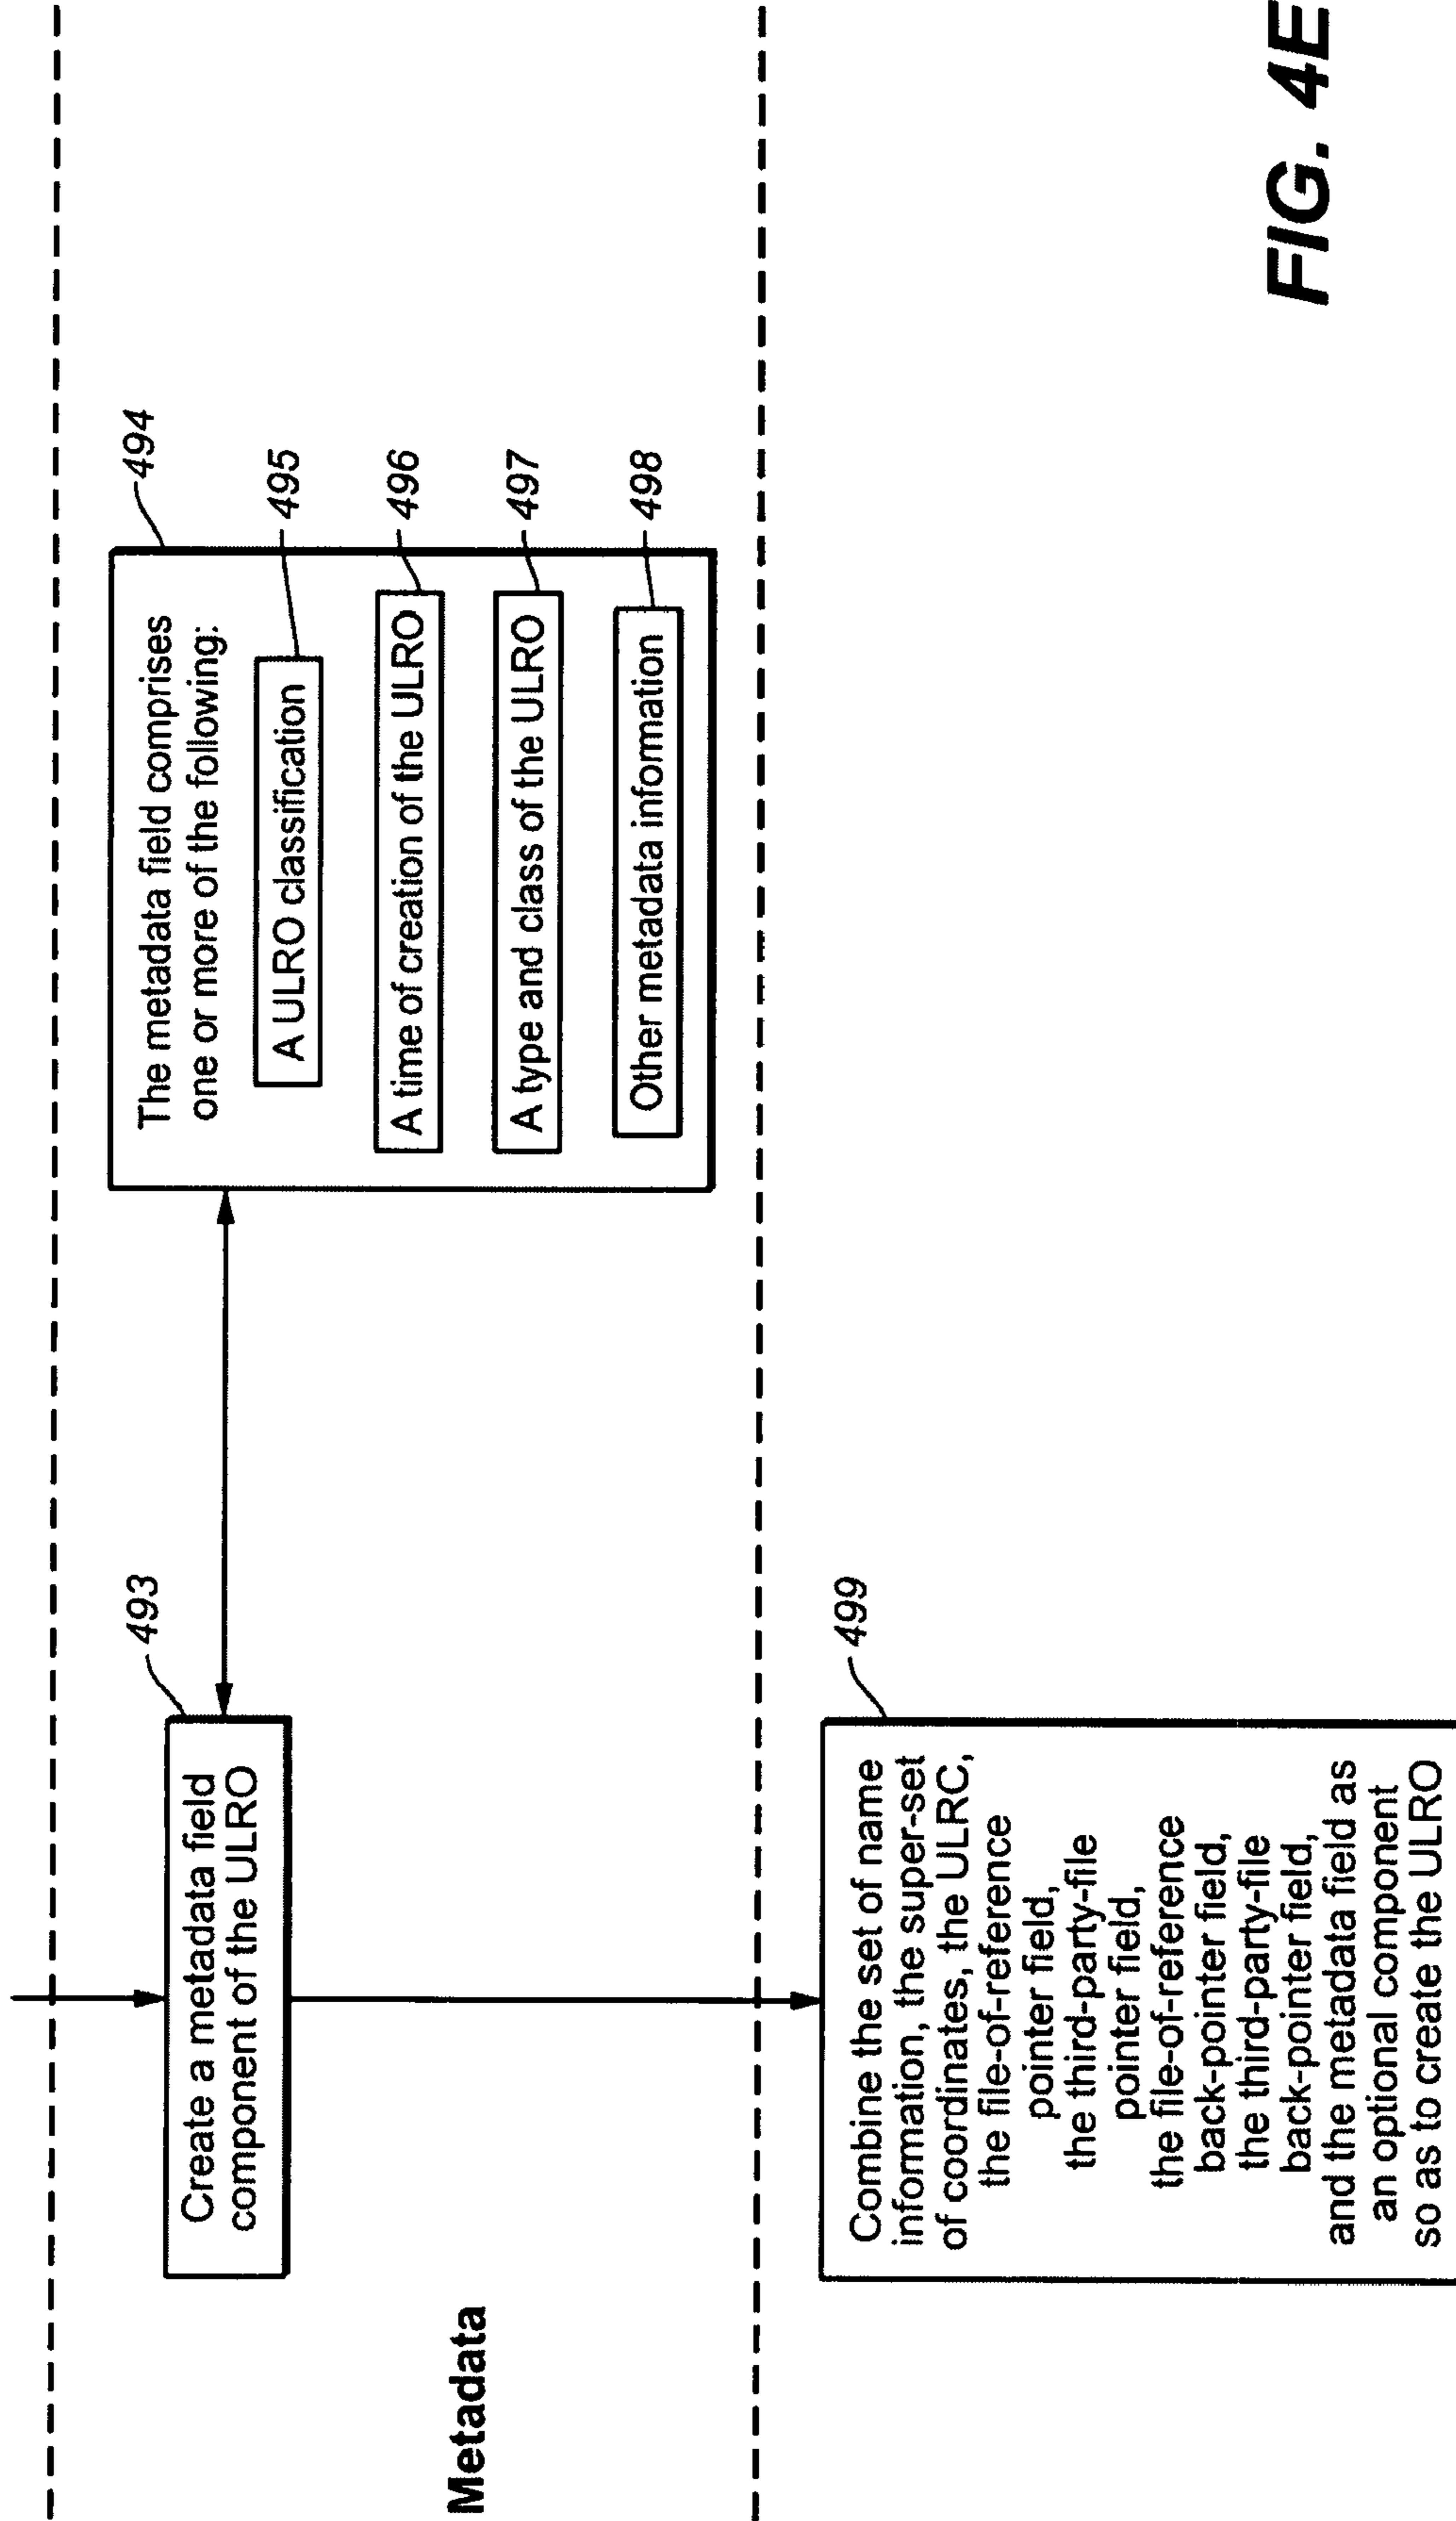 493
Create a metadata field
component of the ULRO
494
The metadata field comprises
one or more of the following:
A ULRO classification
495
A time of creation of the ULRO
496
A type and class of the ULRO
497
Other metadata information
498
Metadata
499
Combine the set of name
information, the super-set
of coordinates, the ULRC,
the file-of-reference
pointer field,
the third-party-file
pointer field,
the file-of-reference
back-pointer field,
the third-party-file
back-pointer field,
and the metadata field as
an optional component
so as to create the ULRO
FIG. 4E